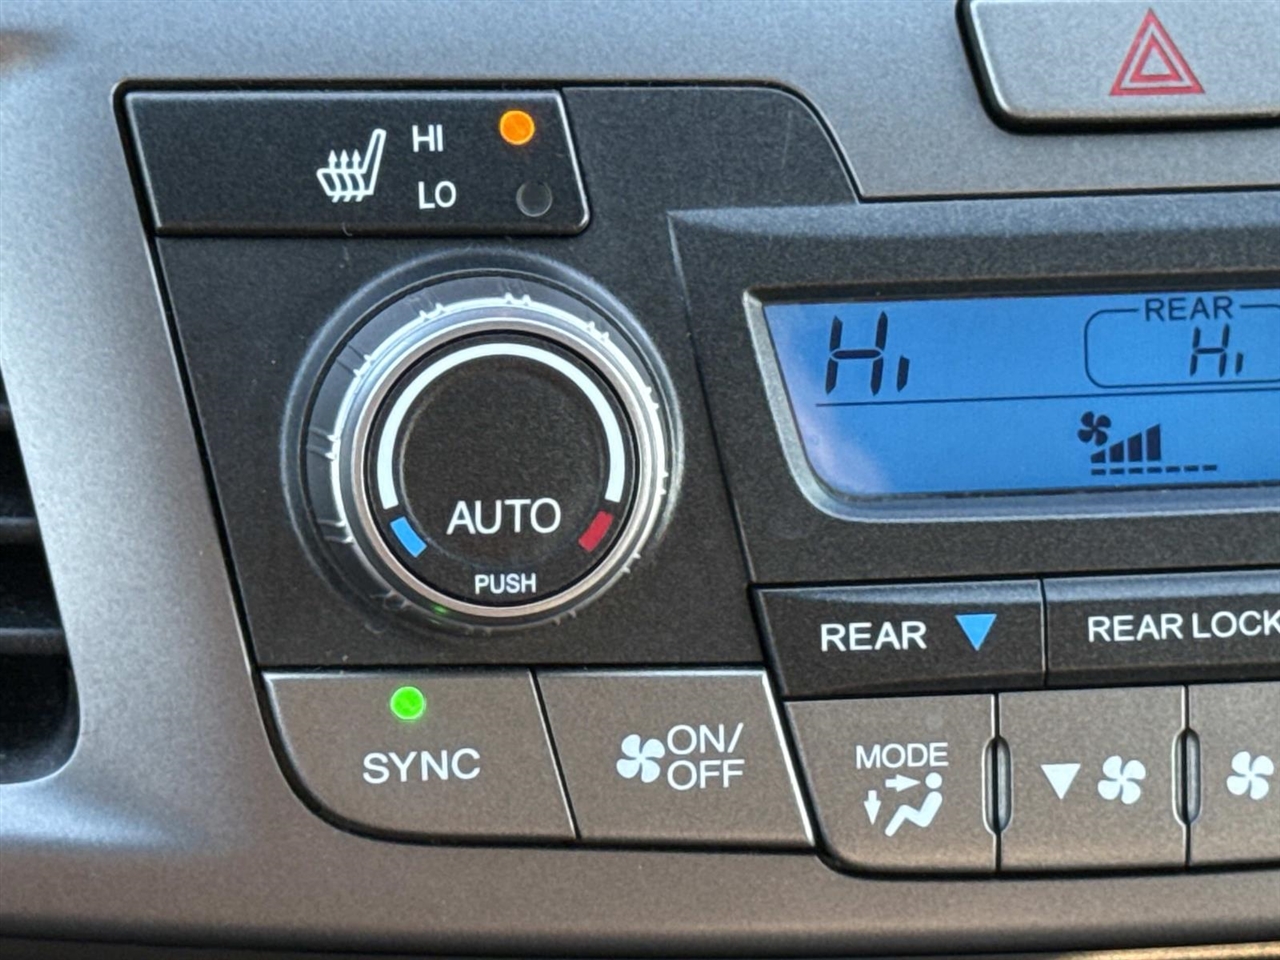 HI
LO
REAR
Hi
Hi
AUTO
PUSH
REAR
REAR LOCK
SYNC
ON/
OFF
MODE